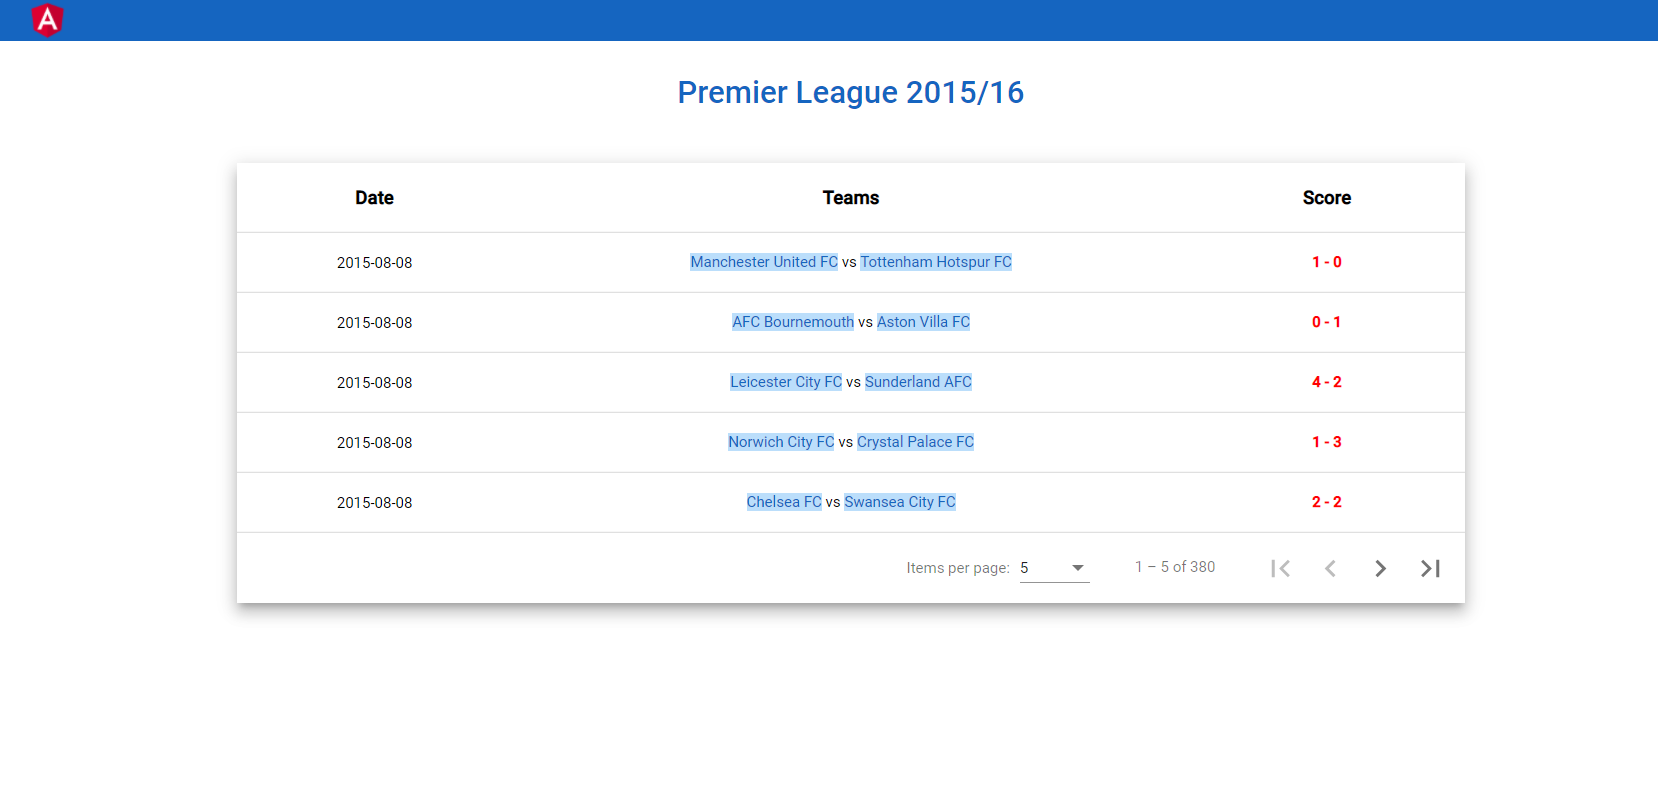 A
Premier League 2015/16
Date Teams Score
2015-08-08 Manchester United FC vs Tottenham Hotspur FC 1 - 0
2015-08-08 AFC Bournemouth vs Aston Villa FC 0 - 1
2015-08-08 Leicester City FC vs Sunderland AFC 4 - 2
2015-08-08 Norwich City FC vs Crystal Palace FC 1 - 3
2015-08-08 Chelsea FC vs Swansea City FC 2 - 2
Items per page: 5 1 – 5 of 380